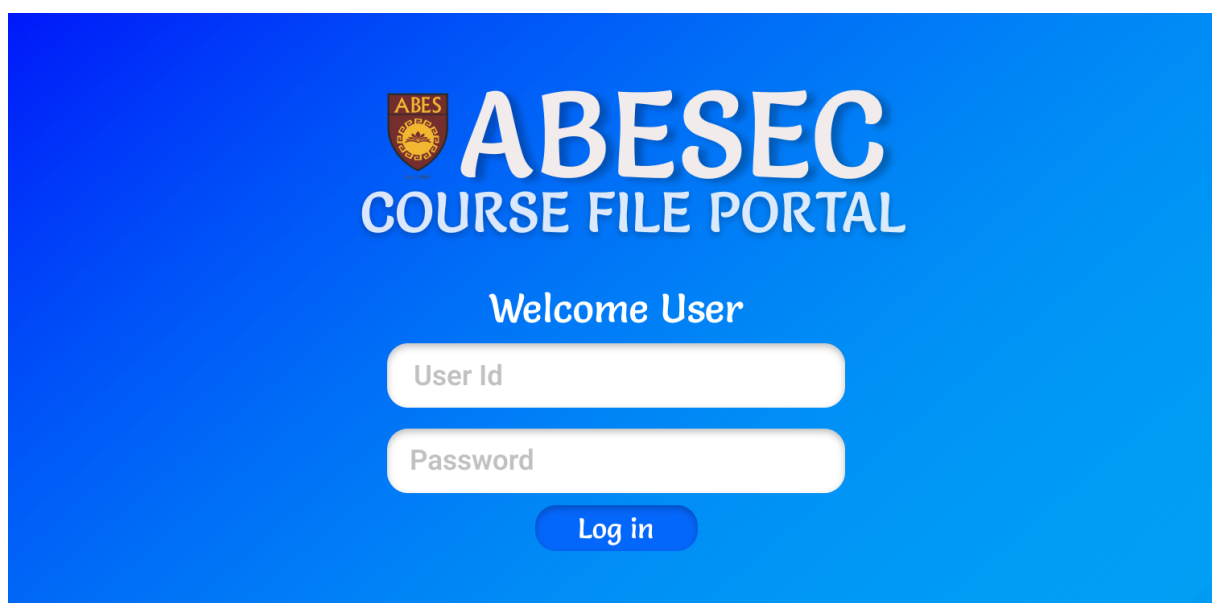 ABES
ABESEC
COURSE FILE PORTAL
Welcome User
User Id
Password
Log in